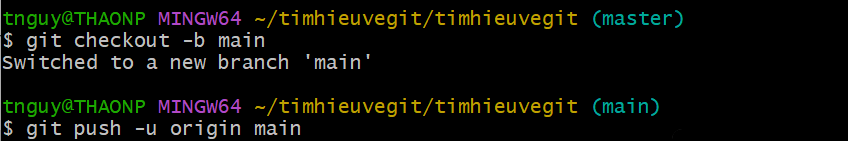 tnguy@THAONP MINGW64 ~/timhieuvegit/timhieuvegit (master)
$ git checkout -b main
Switched to a new branch 'main'
tnguy@THAONP MINGW64 ~/timhieuvegit/timhieuvegit (main)
$ git push -u origin main